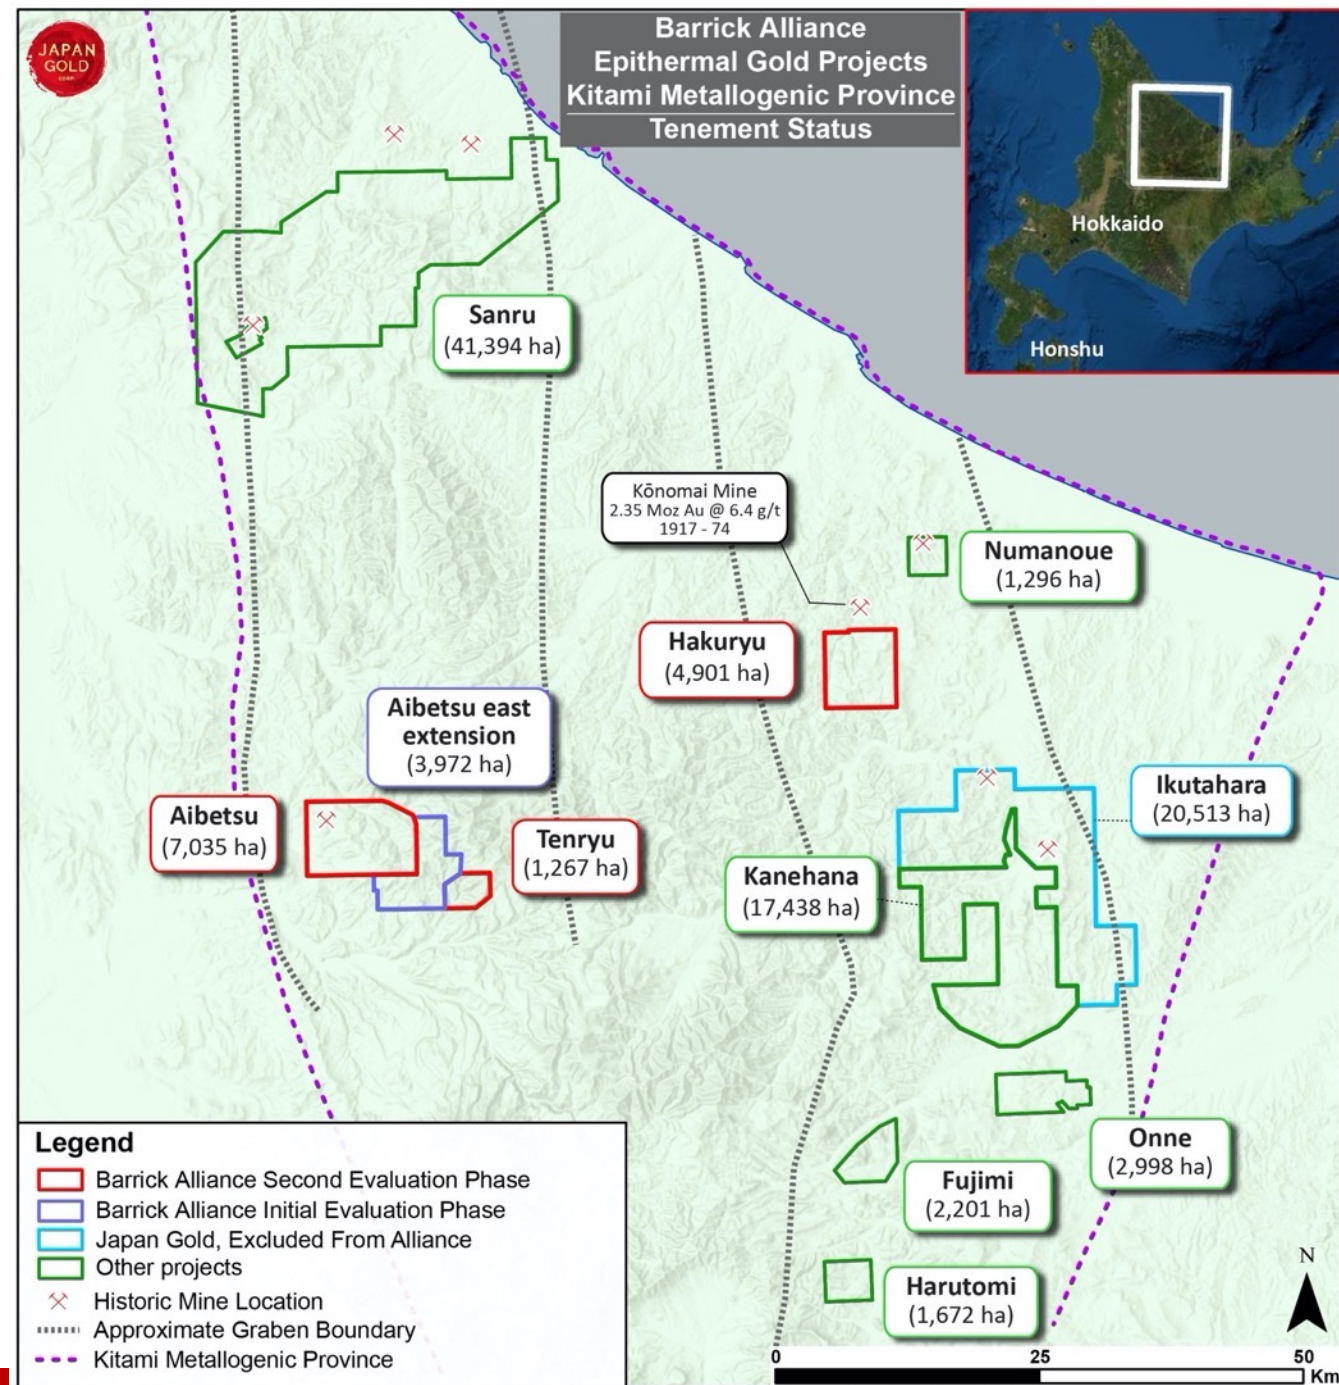 JAPAN
GOLD
CORP.
Barrick Alliance
Epithermal Gold Projects
Kitami Metallogenic Province
Tenement Status
Hokkaido
Honshu
Sanru
(41,394 ha)
Kōnomai Mine
2.35 Moz Au @ 6.4 g/t
1917 - 74
Numanoue
(1,296 ha)
Hakuryu
(4,901 ha)
Aibetsu east
extension
(3,972 ha)
Aibetsu
(7,035 ha)
Tenryu
(1,267 ha)
Ikutahara
(20,513 ha)
Kanehana
(17,438 ha)
Onne
(2,998 ha)
Fujimi
(2,201 ha)
Harutomi
(1,672 ha)
Legend
Barrick Alliance Second Evaluation Phase
Barrick Alliance Initial Evaluation Phase
Japan Gold, Excluded From Alliance
Other projects
Historic Mine Location
Approximate Graben Boundary
Kitami Metallogenic Province
N
0 25 50
Km